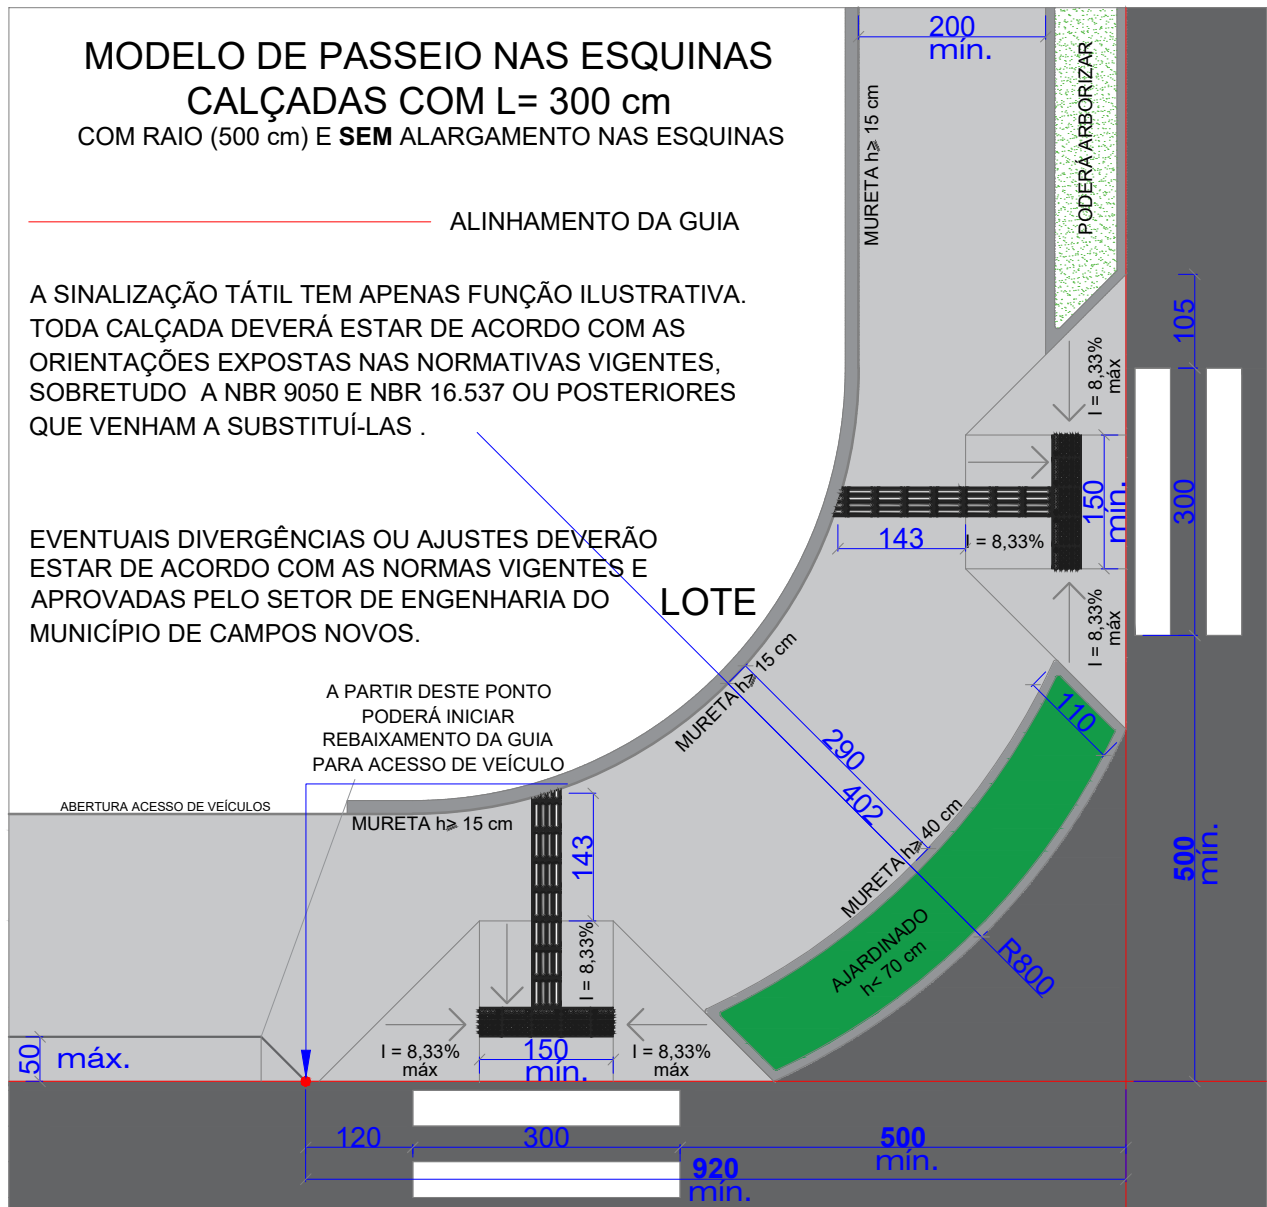 MODELO DE PASSEIO NAS ESQUINAS
CALÇADAS COM L= 300 cm
COM RAIO (500 cm) E SEM ALARGAMENTO NAS ESQUINAS
ALINHAMENTO DA GUIA
A SINALIZAÇÃO TÁTIL TEM APENAS FUNÇÃO ILUSTRATIVA.
TODA CALÇADA DEVERÁ ESTAR DE ACORDO COM AS
ORIENTAÇÕES EXPOSTAS NAS NORMATIVAS VIGENTES,
SOBRETUDO A NBR 9050 E NBR 16.537 OU POSTERIORES
QUE VENHAM A SUBSTITUÍ-LAS .
EVENTUAIS DIVERGÊNCIAS OU AJUSTES DEVERÃO
ESTAR DE ACORDO COM AS NORMAS VIGENTES E
APROVADAS PELO SETOR DE ENGENHARIA DO
MUNICÍPIO DE CAMPOS NOVOS.
LOTE
A PARTIR DESTE PONTO
PODERÁ INICIAR
REBAIXAMENTO DA GUIA
PARA ACESSO DE VEÍCULO
ABERTURA ACESSO DE VEÍCULOS
MURETA h⩾ 15 cm
200
mín.
MURETA h⩾ 15 cm
PODERÁ ARBORIZAR
105
I = 8,33%
máx
150
mín.
300
143
I = 8,33%
I = 8,33%
máx
MURETA h⩾ 15 cm
110
290
402
MURETA h⩾ 40 cm
AJARDINADO
h< 70 cm
R800
500
mín.
143
I = 8,33%
I = 8,33%
máx
150
mín.
I = 8,33%
máx
50
máx.
120
300
500
mín.
920
mín.